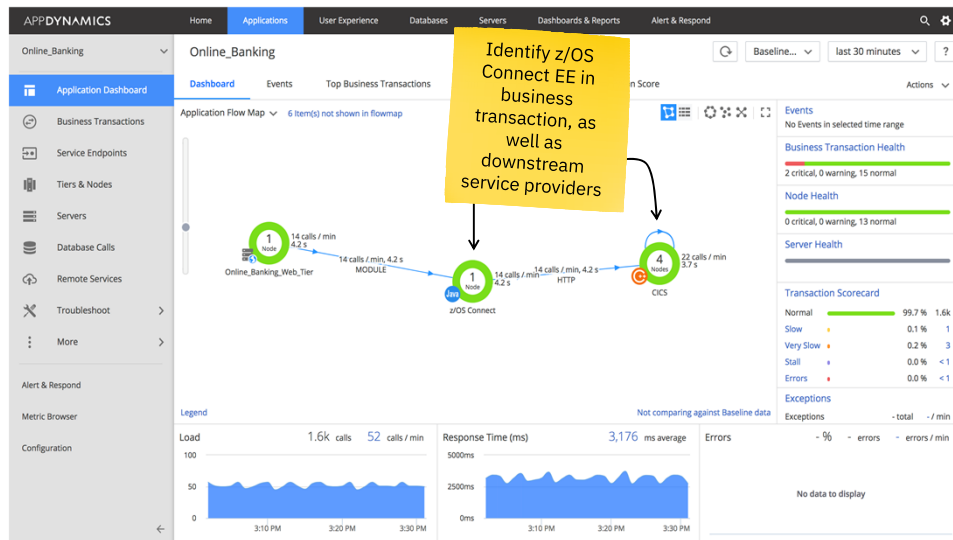 APPDYNAMICS
Home
Applications
User Experience
Databases
Servers
Dashboards & Reports
Alert & Respond
Online_Banking
Application Dashboard
Business Transactions
Service Endpoints
Tiers & Nodes
Servers
Database Calls
Remote Services
Troubleshoot
More
Alert & Respond
Metric Browser
Configuration
Online_Banking
Baseline...
last 30 minutes
?
Dashboard
Events
Top Business Transactions
n Score
Actions
Identify z/OS
Connect EE in
business
transaction, as
well as
downstream
service providers
Application Flow Map
6 Item(s) not shown in flowmap
1
Node
14 calls / min
4.2 s
Online_Banking_Web_Tier
14 calls / min, 4.2 s
MODULE
1
Node
Java
14 calls / min
4.2 s
z/OS Connect
14 calls / min, 4.2 s
HTTP
4
Nodes
22 calls / min
3.7 s
CICS
Legend
Not comparing against Baseline data
Events
No Events in selected time range
Business Transaction Health
2 critical, 0 warning, 15 normal
Node Health
0 critical, 0 warning, 13 normal
Server Health
Transaction Scorecard
Normal 99.7 % 1.6k
Slow 0.1 % 1
Very Slow 0.2 % 3
Stall 0.0 % < 1
Errors 0.0 % < 1
Exceptions
Exceptions - total - / min
Load 1.6k calls 52 calls / min
100
50
0
3:10 PM 3:20 PM 3:30 PM
Response Time (ms) 3,176 ms average
5000ms
2500ms
0ms
3:10 PM 3:20 PM 3:30 PM
Errors - % - errors - errors / min
No data to display